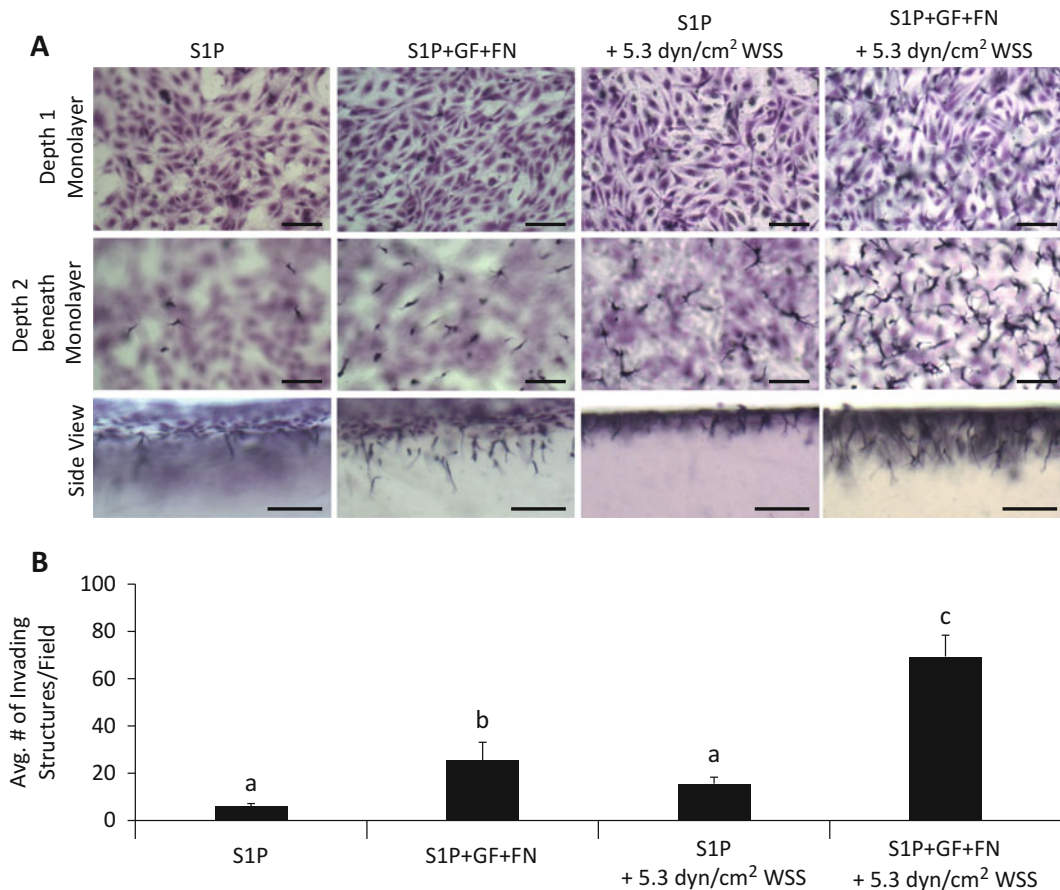 A
S1P
S1P+GF+FN
S1P
+ 5.3 dyn/cm² WSS
S1P+GF+FN
+ 5.3 dyn/cm² WSS
Depth 1
Monolayer
Depth 2
beneath
Monolayer
Side View
B
Avg. # of Invading
Structures/Field
100
80
60
40
20
0
a
b
a
c
S1P
S1P+GF+FN
S1P
+ 5.3 dyn/cm² WSS
S1P+GF+FN
+ 5.3 dyn/cm² WSS